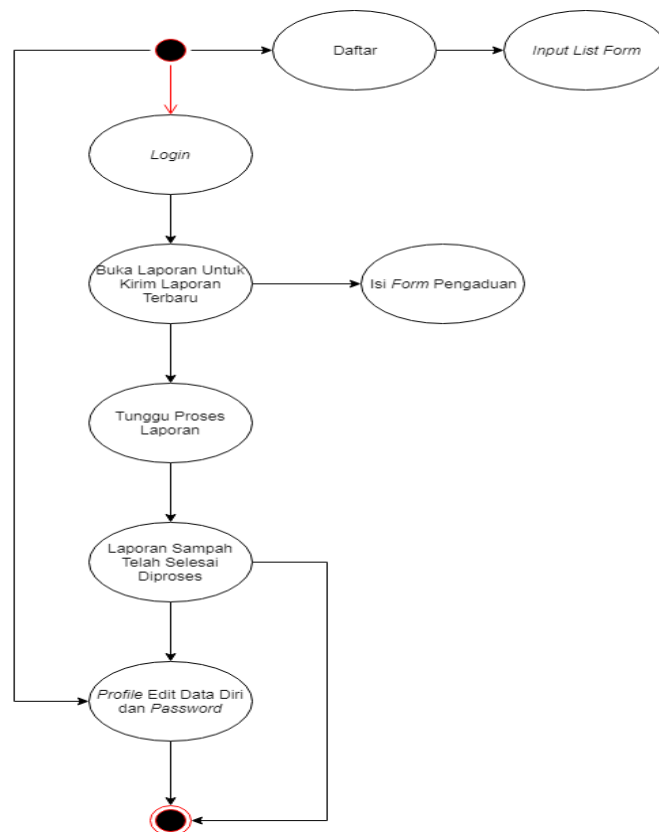 Daftar
Input List Form
Login
Buka Laporan Untuk
Kirim Laporan
Terbaru
Isi Form Pengaduan
Tunggu Proses
Laporan
Laporan Sampah
Telah Selesai
Diproses
Profile Edit Data Diri
dan Password